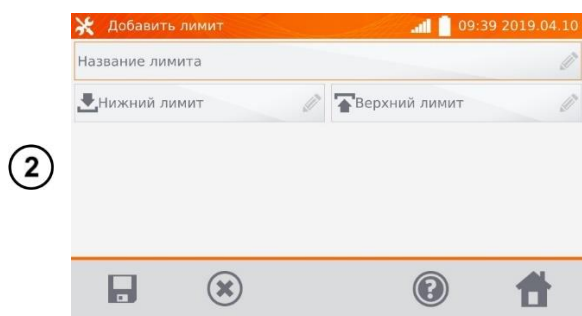 Добавить лимит 09:39 2019.04.10
Название лимита
Нижний лимит Верхний лимит
2
?